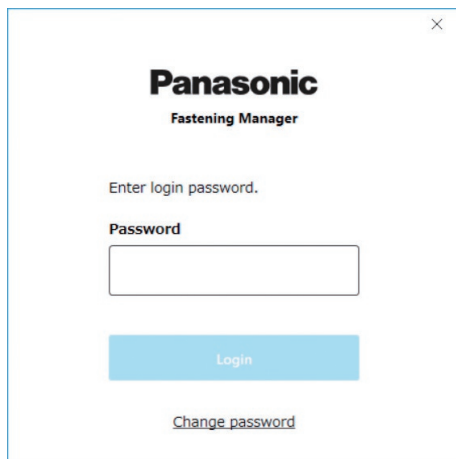 Panasonic
Fastening Manager
Enter login password.
Password
Login
Change password